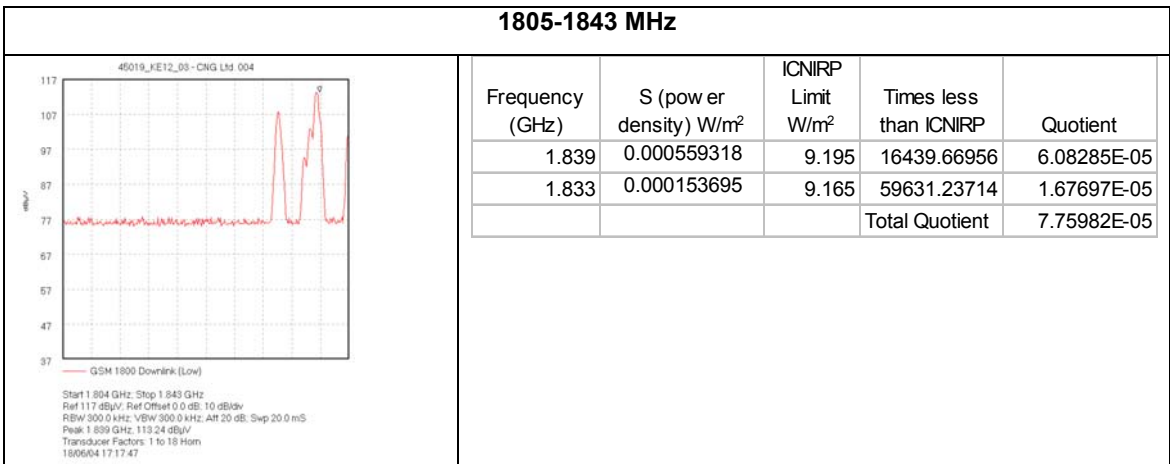 1805-1843 MHz
45019_KE12_03 - CNG Ltd. 004
117
107
97
87
77
67
57
47
37
dBµV
GSM 1800 Downlink (Low)
Start 1.804 GHz; Stop 1.843 GHz
Ref 117 dBµV; Ref Offset 0.0 dB; 10 dB/div
RBW 300.0 kHz; VBW 300.0 kHz; Att 20 dB; Swp 20.0 mS
Peak 1.839 GHz, 113.24 dBµV
Transducer Factors: 1 to 18 Horn
18/06/04 17:17:47
Frequency (GHz) S (power density) W/m² ICNIRP Limit W/m² Times less than ICNIRP Quotient
1.839 0.000559318 9.195 16439.66956 6.08285E-05
1.833 0.000153695 9.165 59631.23714 1.67697E-05
Total Quotient 7.75982E-05